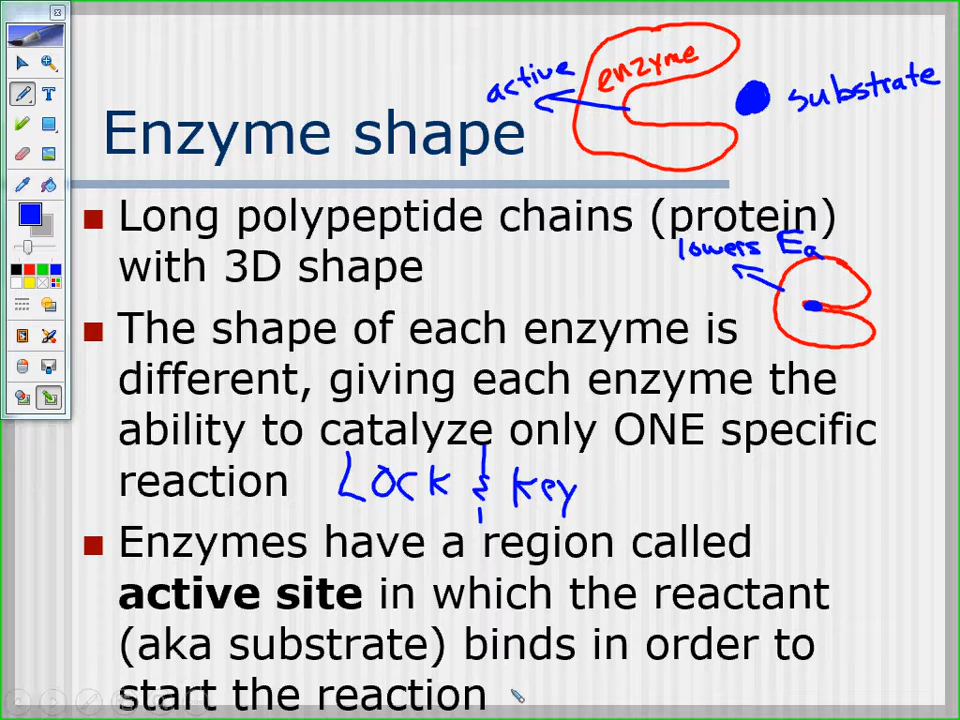 enzyme
active
substrate
Enzyme shape
Long polypeptide chains (protein)
with 3D shape
lowers Ea
The shape of each enzyme is
different, giving each enzyme the
ability to catalyze only ONE specific
reaction
Lock & Key
Enzymes have a region called
active site in which the reactant
(aka substrate) binds in order to
start the reaction